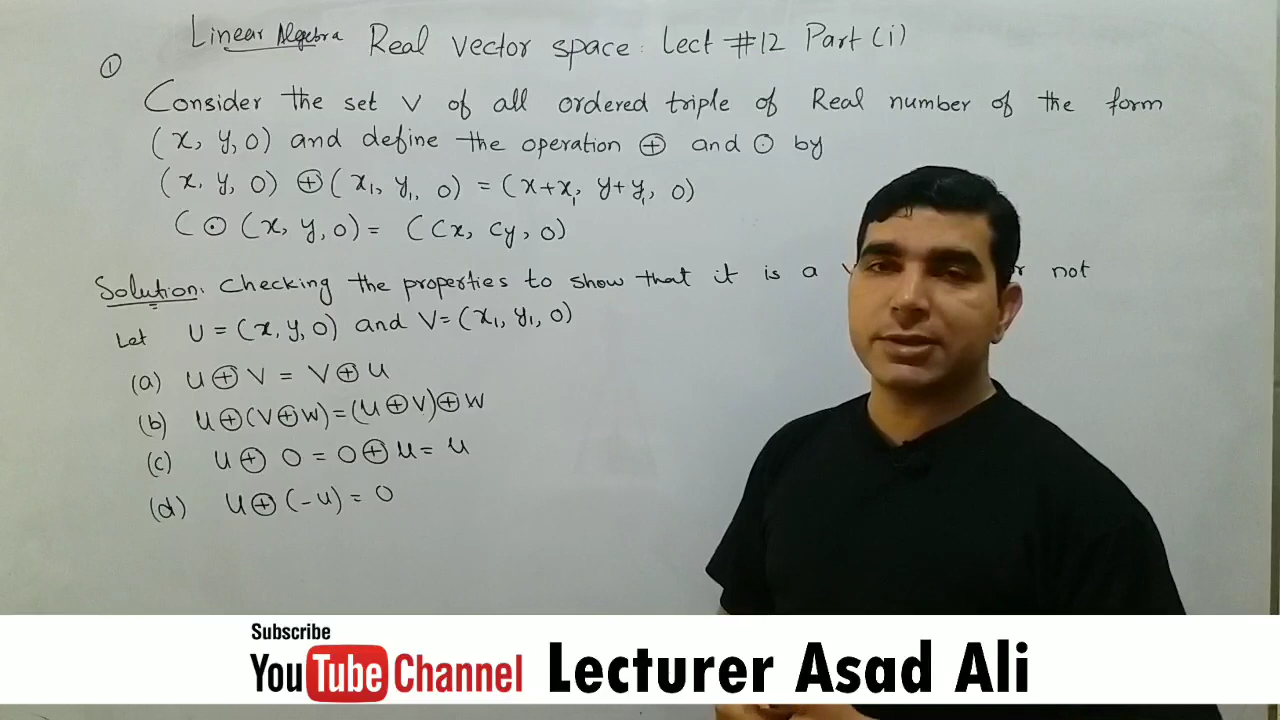 Linear Algebra Real Vector space: Lect #12 Part (i)
①
Consider the set V of all ordered triple of Real number of the form
(x, y, 0) and define the operation ⊕ and ⊙ by
(x, y, 0) ⊕ (x₁, y₁, 0) = (x+x₁, y+y₁, 0)
C ⊙ (x, y, 0) = (Cx, Cy, 0)
Solution: Checking the properties to show that it is a not
Let U = (x, y, 0) and V = (x₁, y₁, 0)
(a) U ⊕ V = V ⊕ U
(b) U ⊕ (V ⊕ W) = (U ⊕ V) ⊕ W
(c) U ⊕ 0 = 0 ⊕ U = U
(d) U ⊕ (-U) = 0
Subscribe
YouTube Channel Lecturer Asad Ali